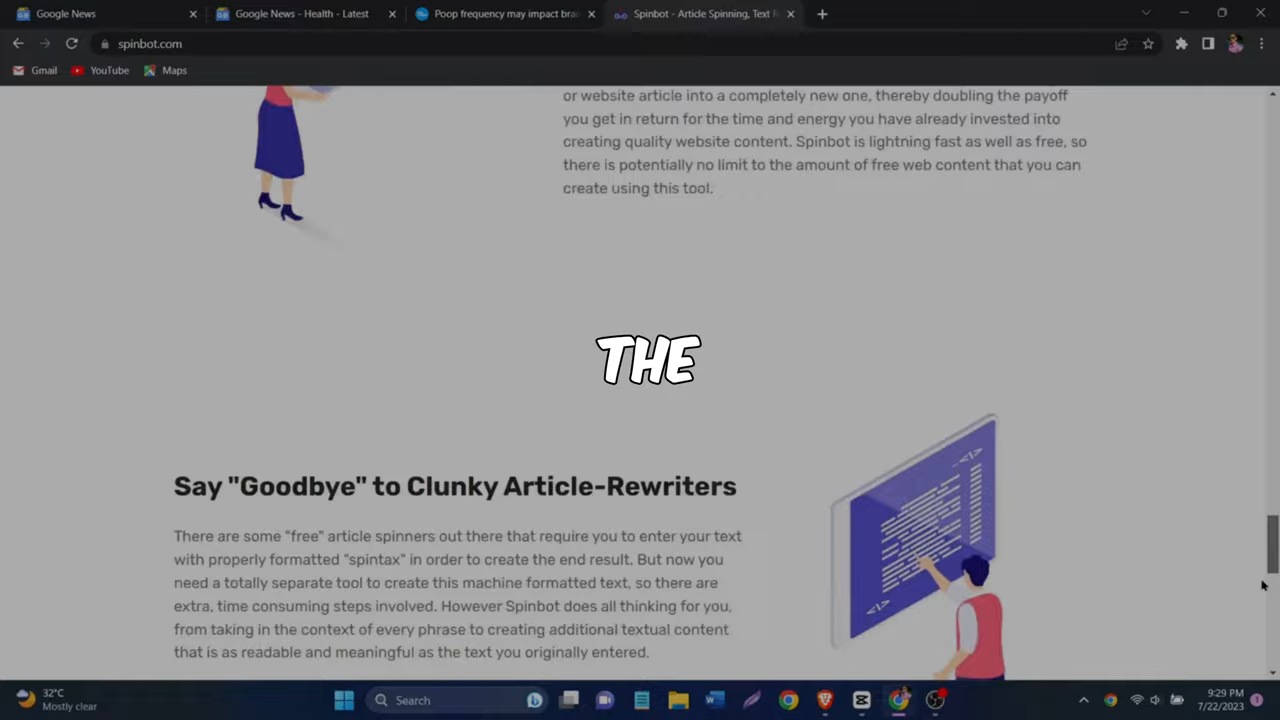 Google News
Google News - Health - Latest
Poop frequency may impact bra
Spinbot - Article Spinning, Text R
spinbot.com
Gmail
YouTube
Maps
or website article into a completely new one, thereby doubling the payoff
you get in return for the time and energy you have already invested into
creating quality website content. Spinbot is lightning fast as well as free, so
there is potentially no limit to the amount of free web content that you can
create using this tool.
THE
Say "Goodbye" to Clunky Article-Rewriters
There are some "free" article spinners out there that require you to enter your text
with properly formatted "spintax" in order to create the end result. But now you
need a totally separate tool to create this machine formatted text, so there are
extra, time consuming steps involved. However Spinbot does all thinking for you,
from taking in the context of every phrase to creating additional textual content
that is as readable and meaningful as the text you originally entered.
32°C
Mostly clear
Search
9:29 PM
7/22/2023
1